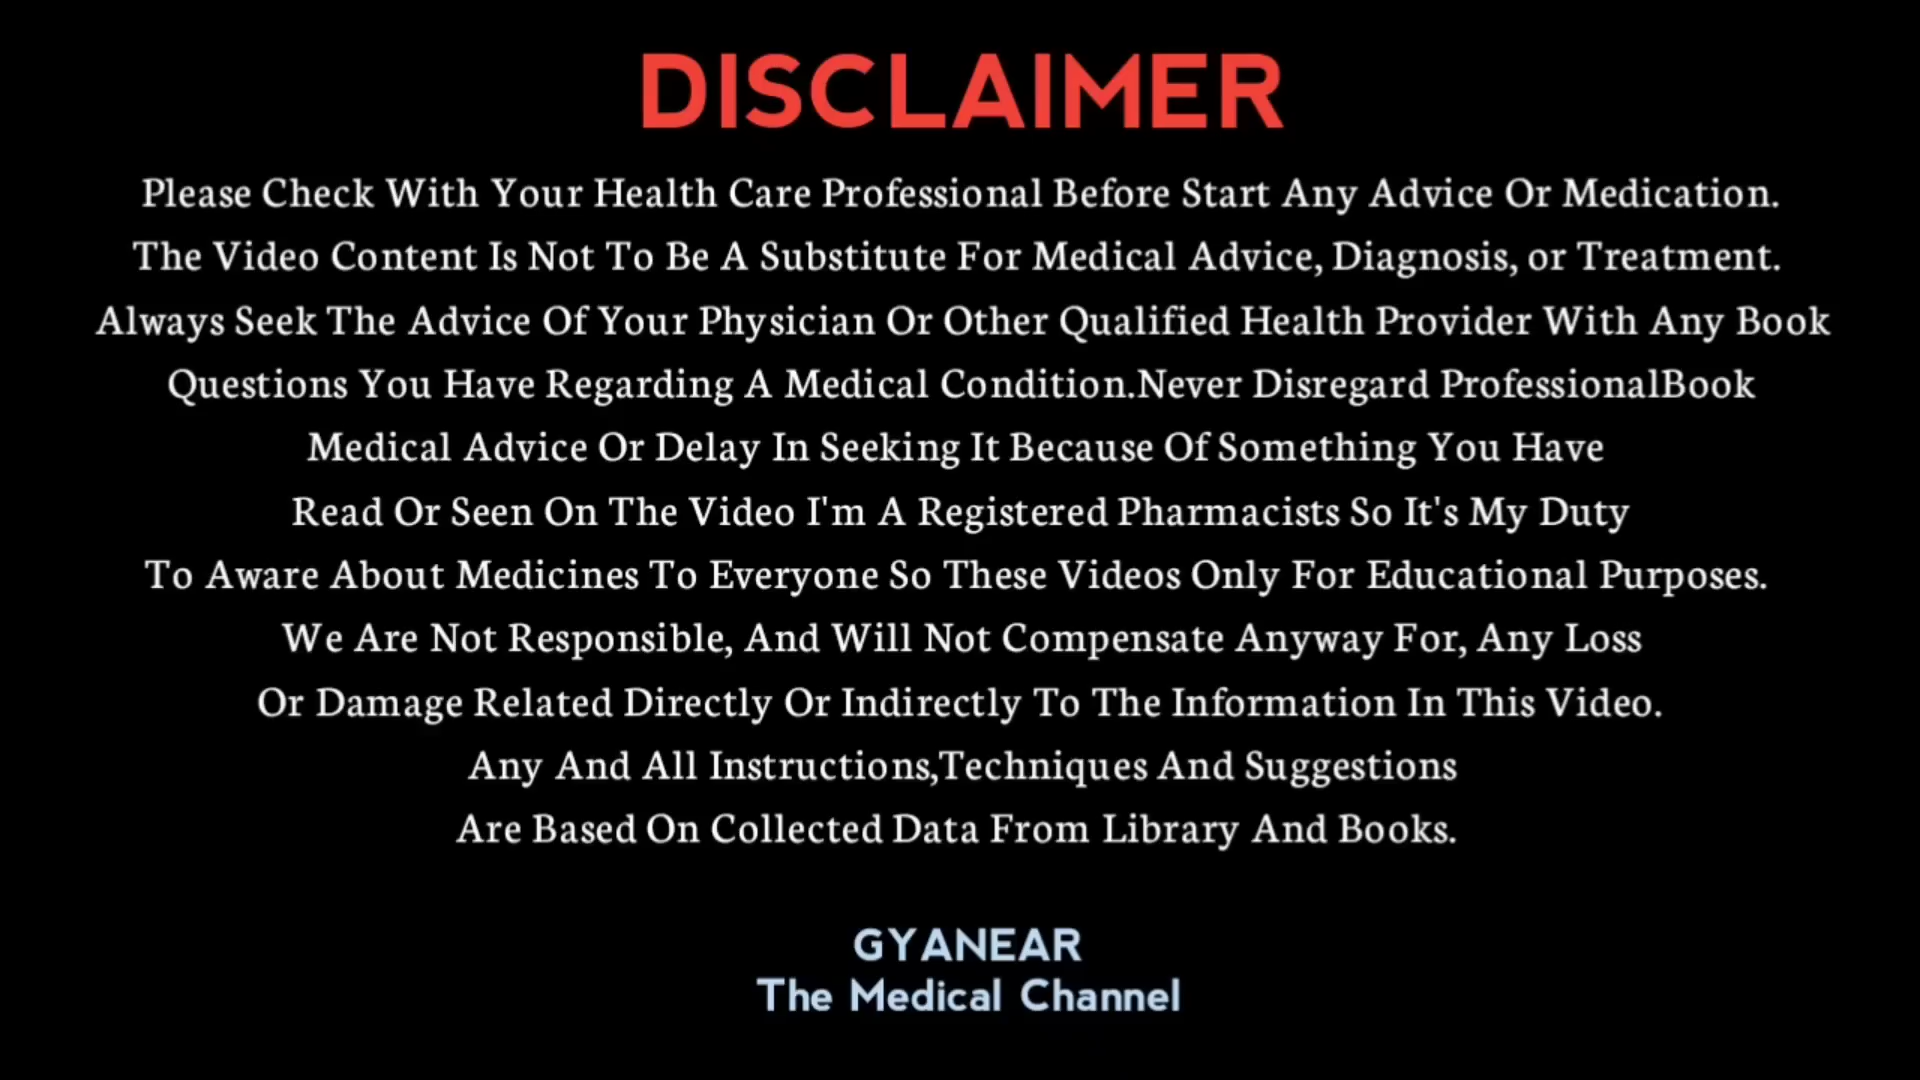 DISCLAIMER
Please Check With Your Health Care Professional Before Start Any Advice Or Medication.
The Video Content Is Not To Be A Substitute For Medical Advice, Diagnosis, or Treatment.
Always Seek The Advice Of Your Physician Or Other Qualified Health Provider With Any Book
Questions You Have Regarding A Medical Condition.Never Disregard ProfessionalBook
Medical Advice Or Delay In Seeking It Because Of Something You Have
Read Or Seen On The Video I'm A Registered Pharmacists So It's My Duty
To Aware About Medicines To Everyone So These Videos Only For Educational Purposes.
We Are Not Responsible, And Will Not Compensate Anyway For, Any Loss
Or Damage Related Directly Or Indirectly To The Information In This Video.
Any And All Instructions,Techniques And Suggestions
Are Based On Collected Data From Library And Books.
GYANEAR
The Medical Channel